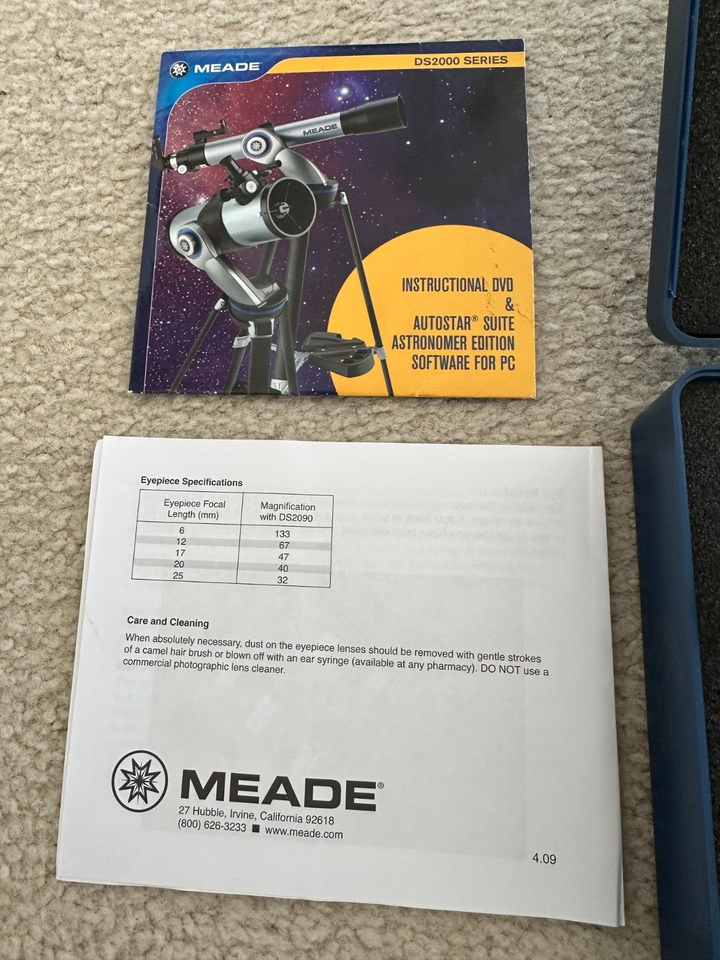 MEADE
DS2000 SERIES
MEADE
INSTRUCTIONAL DVD
&
AUTOSTAR® SUITE
ASTRONOMER EDITION
SOFTWARE FOR PC
Eyepiece Specifications
Eyepiece Focal Length (mm) Magnification with DS2090
6 133
12 67
17 47
20 40
25 32
Care and Cleaning
When absolutely necessary, dust on the eyepiece lenses should be removed with gentle strokes
of a camel hair brush or blown off with an ear syringe (available at any pharmacy). DO NOT use a
commercial photographic lens cleaner.
MEADE®
27 Hubble, Irvine, California 92618
(800) 626-3233 ■ www.meade.com
4.09